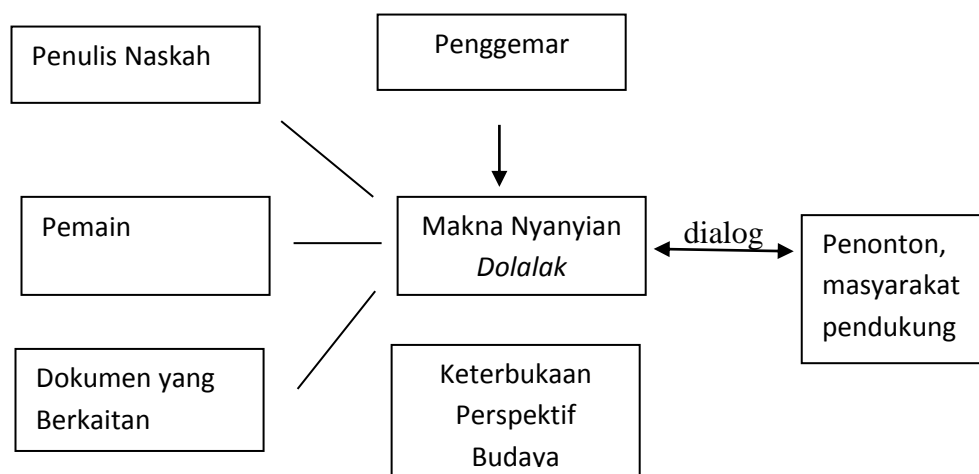 Penulis Naskah
Penggemar
Pemain
Makna Nyanyian
Dolalak
dialog
Penonton,
masyarakat
pendukung
Dokumen yang
Berkaitan
Keterbukaan
Perspektif
Budaya